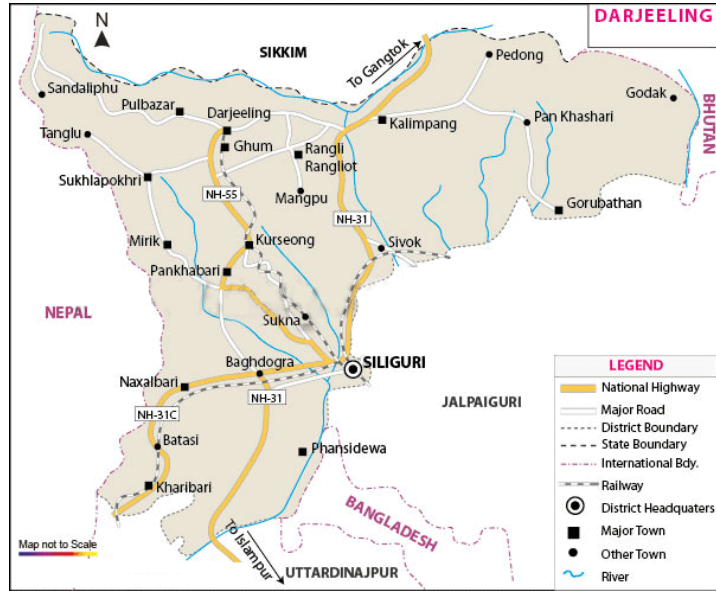 DARJEELING
N
SIKKIM
To Gangtok
Pedong
Sandaliphu
Pulbazar
Darjeeling
Kalimpang
Godak
BHUTAN
Tanglu
Ghum
Rangli
Rangliot
Pan Khashari
Sukhlapokhri
NH-55
Mangpu
NH-31
Gorubathan
Mirik
Kurseong
Sivok
Pankhabari
NEPAL
Sukna
Baghdogra
SILIGURI
Naxalbari
NH-31
JALPAIGURI
NH-31C
Batasi
Phansidewa
Kharibari
BANGLADESH
To Islampur
UTTARDINAJPUR
Map not to Scale
LEGEND
National Highway
Major Road
District Boundary
State Boundary
International Bdy.
Railway
District Headquaters
Major Town
Other Town
River